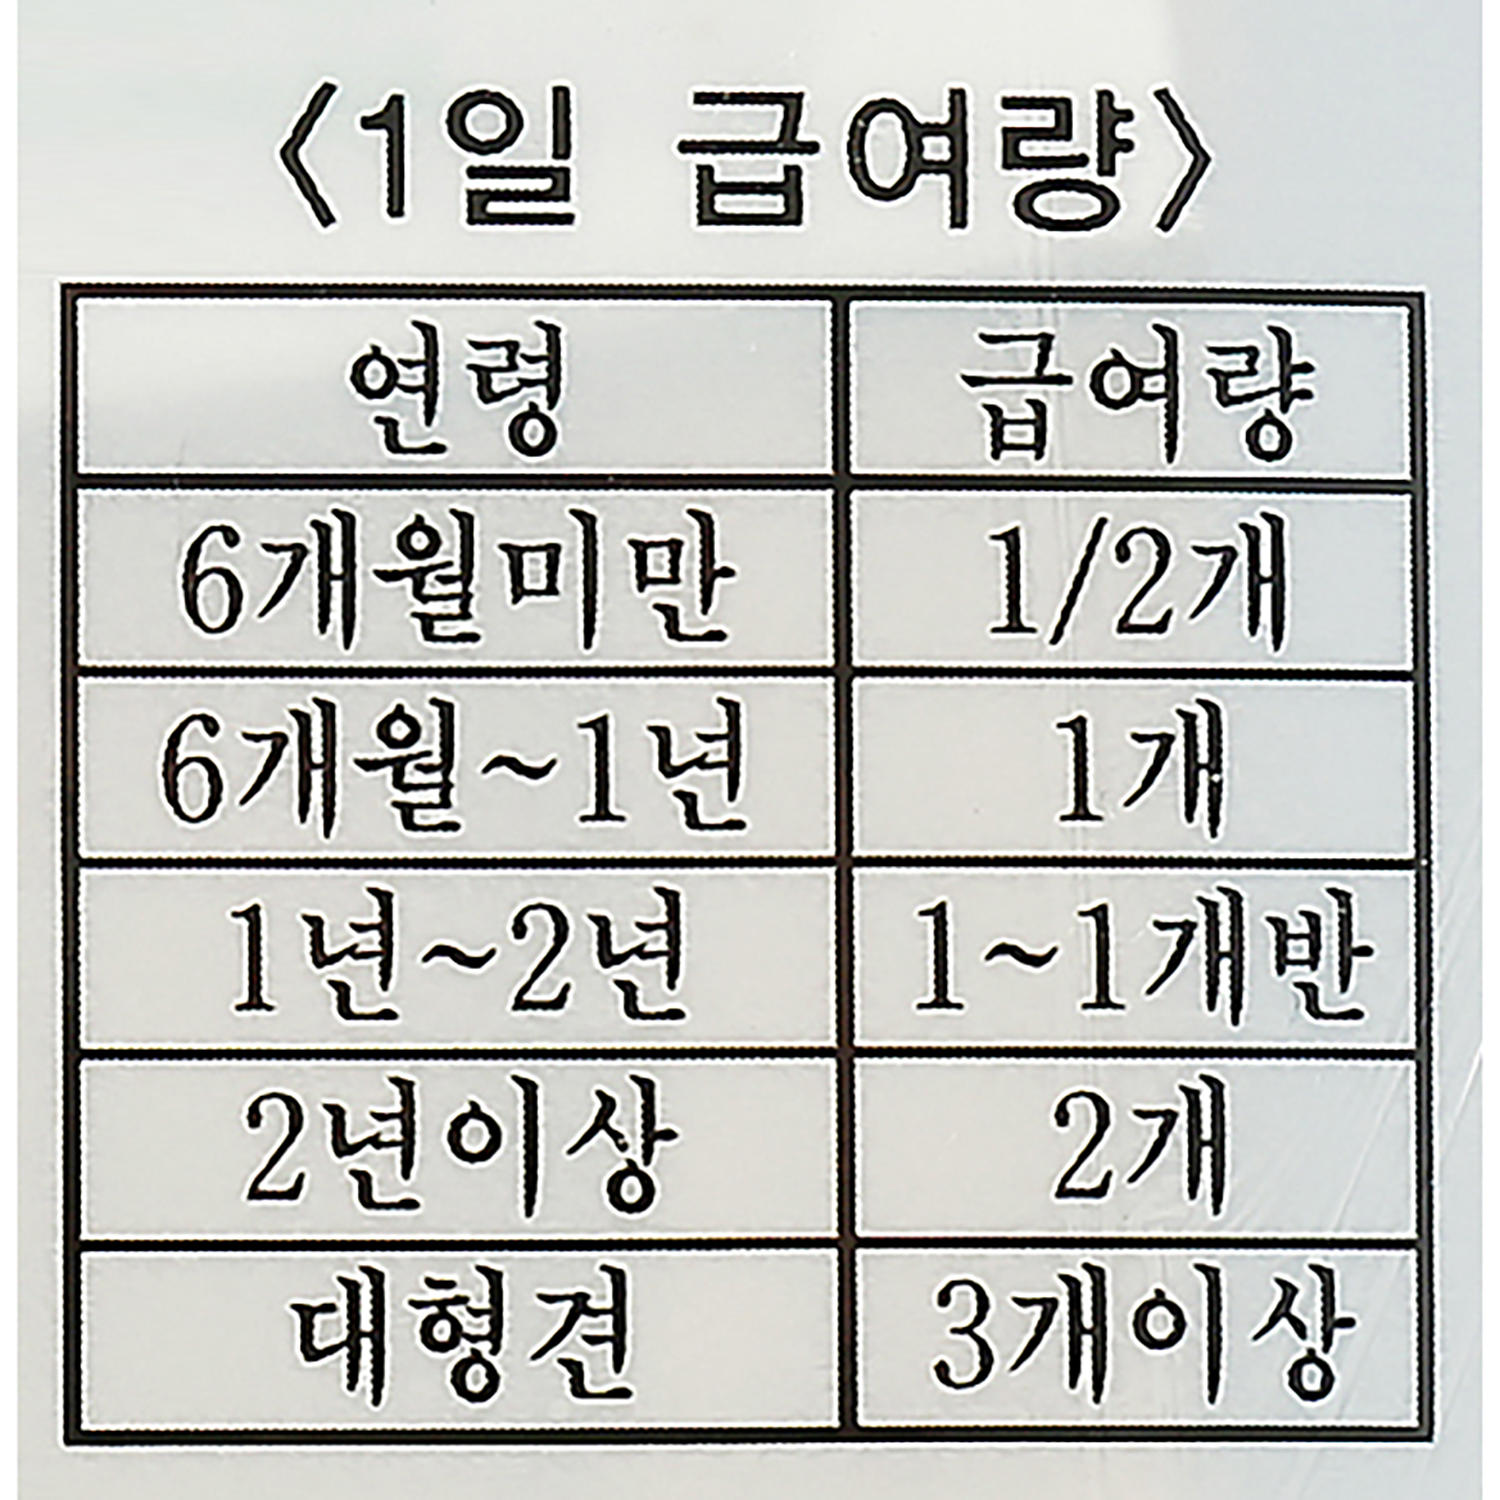 <1일 급여량>
연령 급여량
6개월미만 1/2개
6개월~1년 1개
1년~2년 1~1개반
2년이상 2개
대형견 3개이상